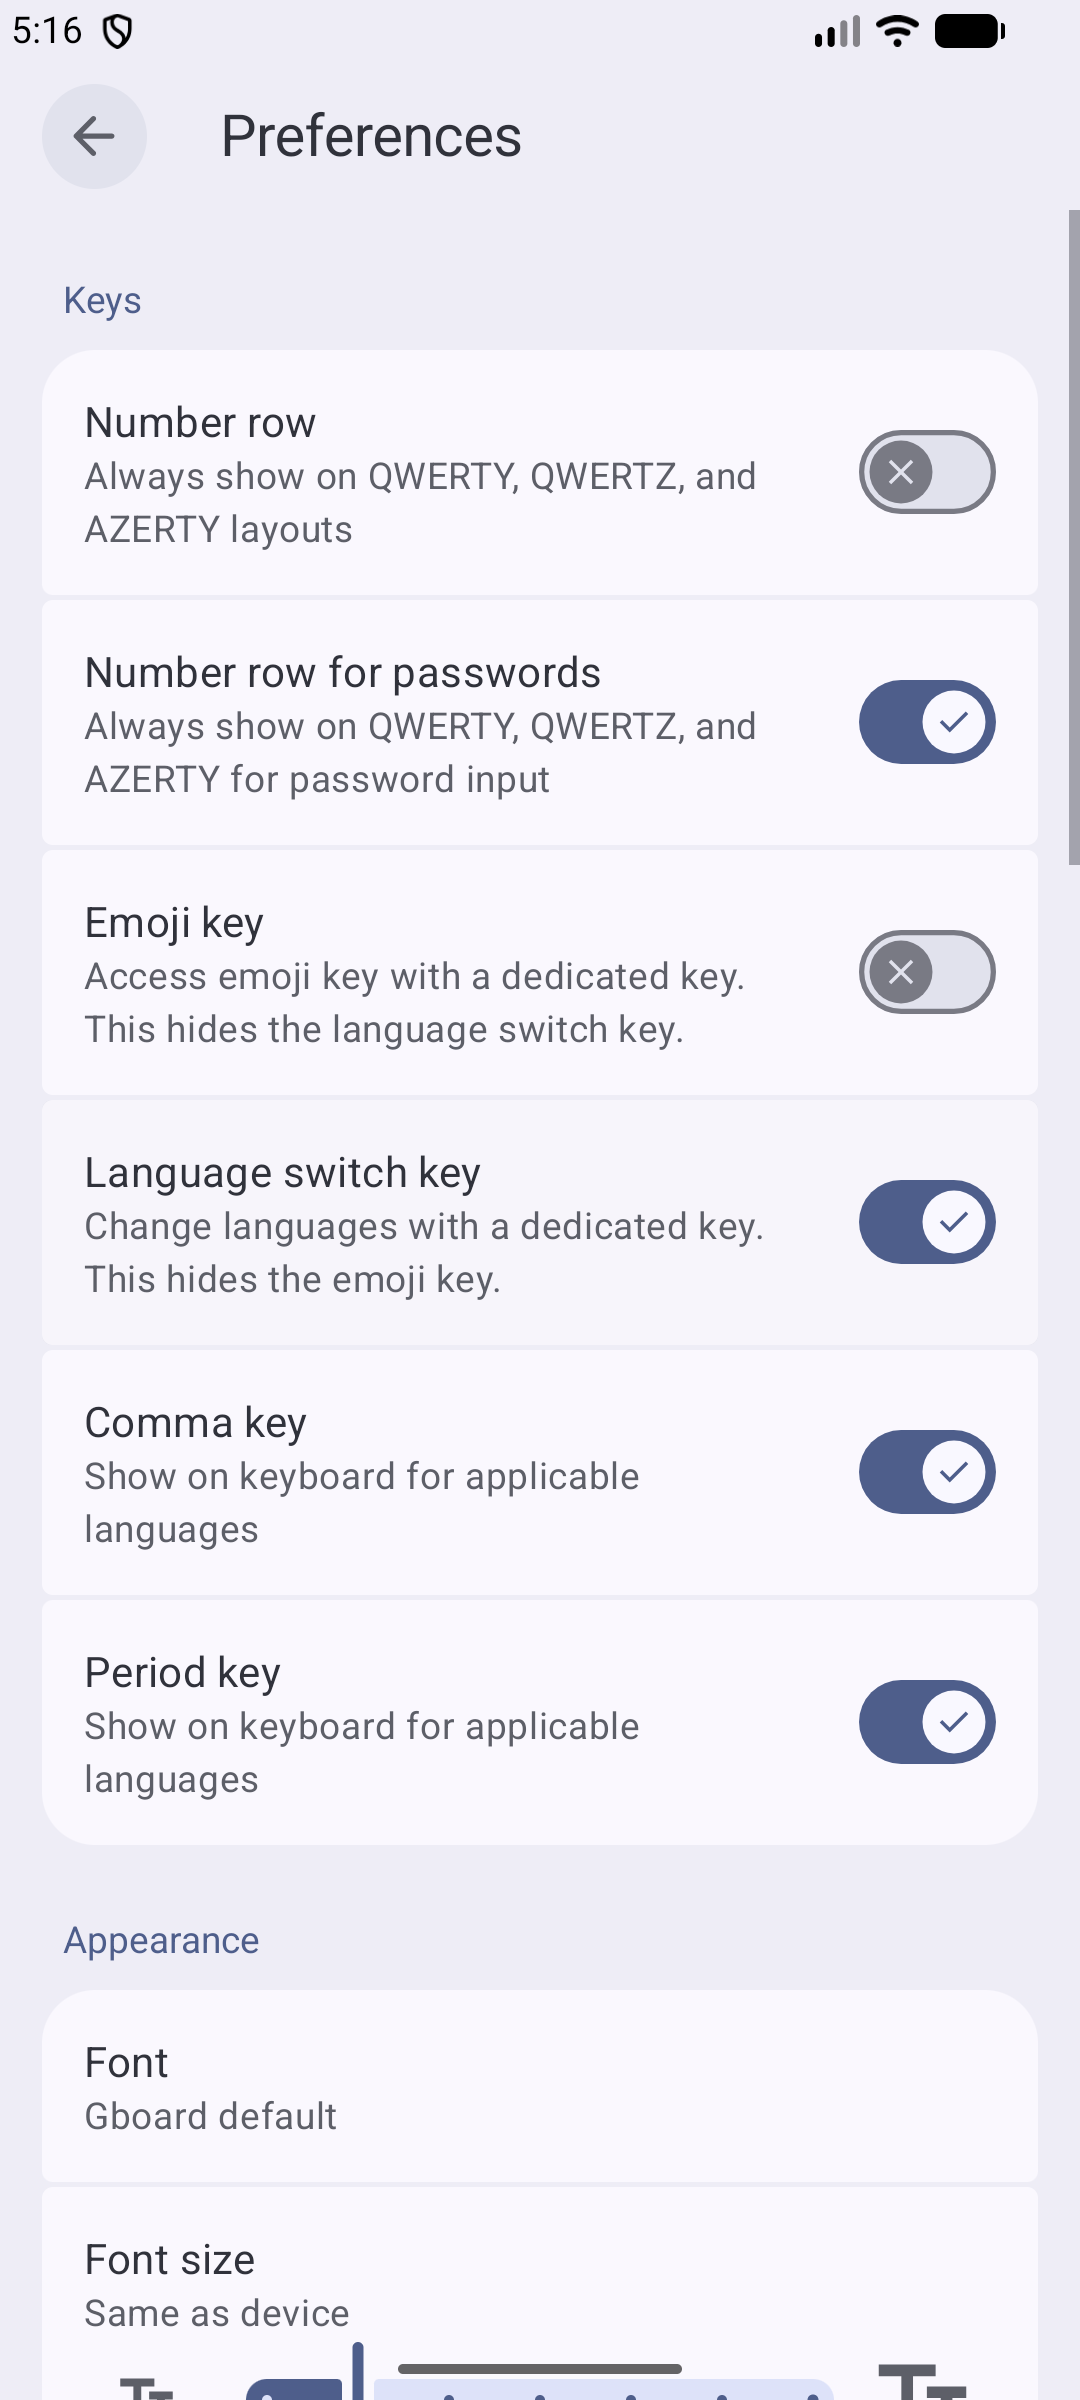 5:16
Preferences
Keys
Number row
Always show on QWERTY, QWERTZ, and
AZERTY layouts
Number row for passwords
Always show on QWERTY, QWERTZ, and
AZERTY for password input
Emoji key
Access emoji key with a dedicated key.
This hides the language switch key.
Language switch key
Change languages with a dedicated key.
This hides the emoji key.
Comma key
Show on keyboard for applicable
languages
Period key
Show on keyboard for applicable
languages
Appearance
Font
Gboard default
Font size
Same as device